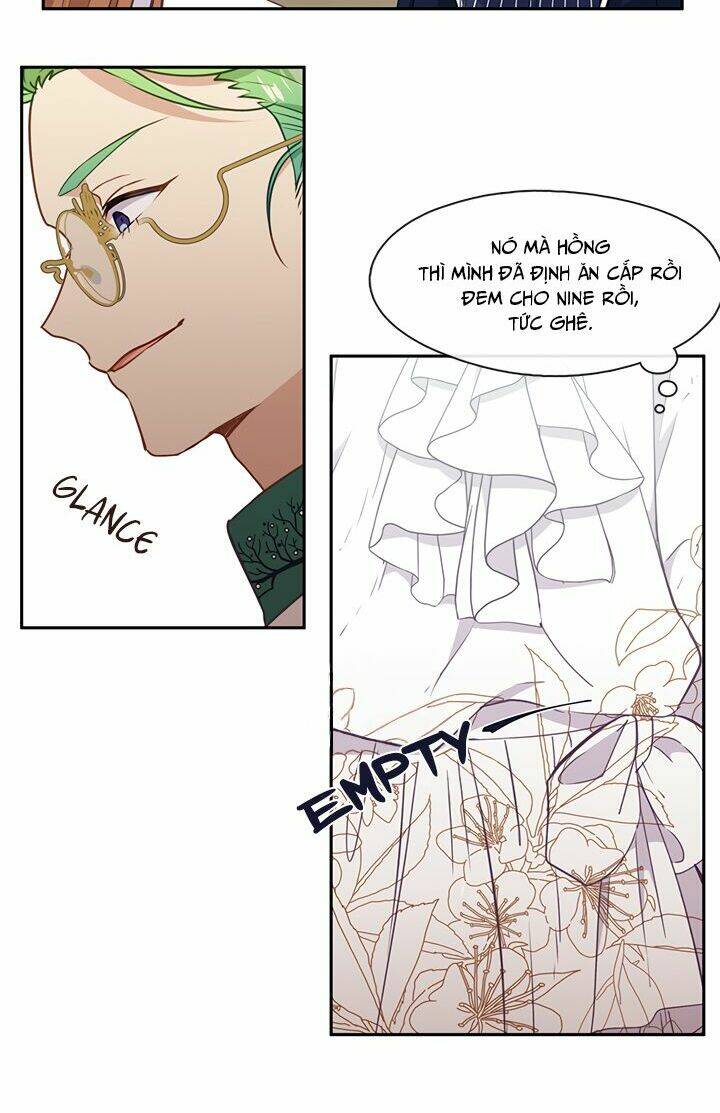 NÓ MÀ HỒNG
THÌ MÌNH ĐÃ ĐỊNH ĂN CẮP RỒI
ĐEM CHO NINE RỒI,
TỨC GHÊ.
GLANCE
EMPTY